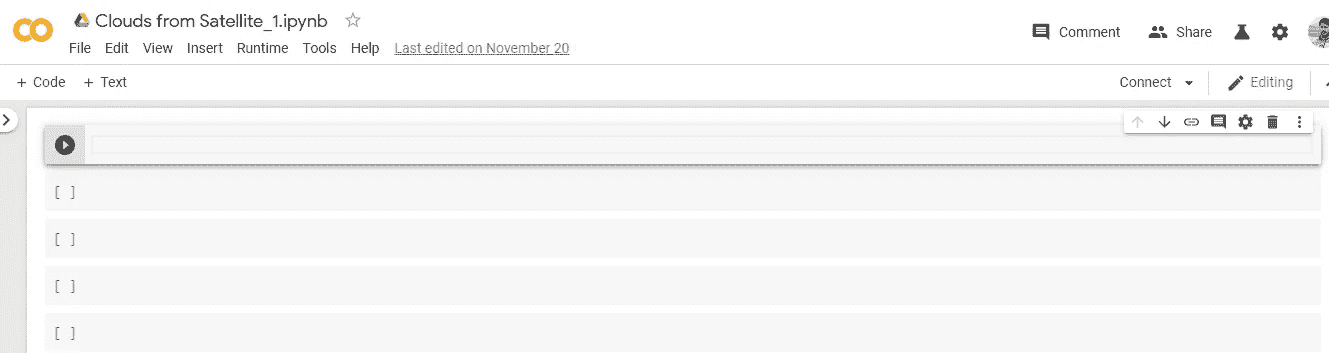 Clouds from Satellite_1.ipynb
File Edit View Insert Runtime Tools Help Last edited on November 20
Comment Share
+ Code + Text
Connect Editing
[ ]
[ ]
[ ]
[ ]